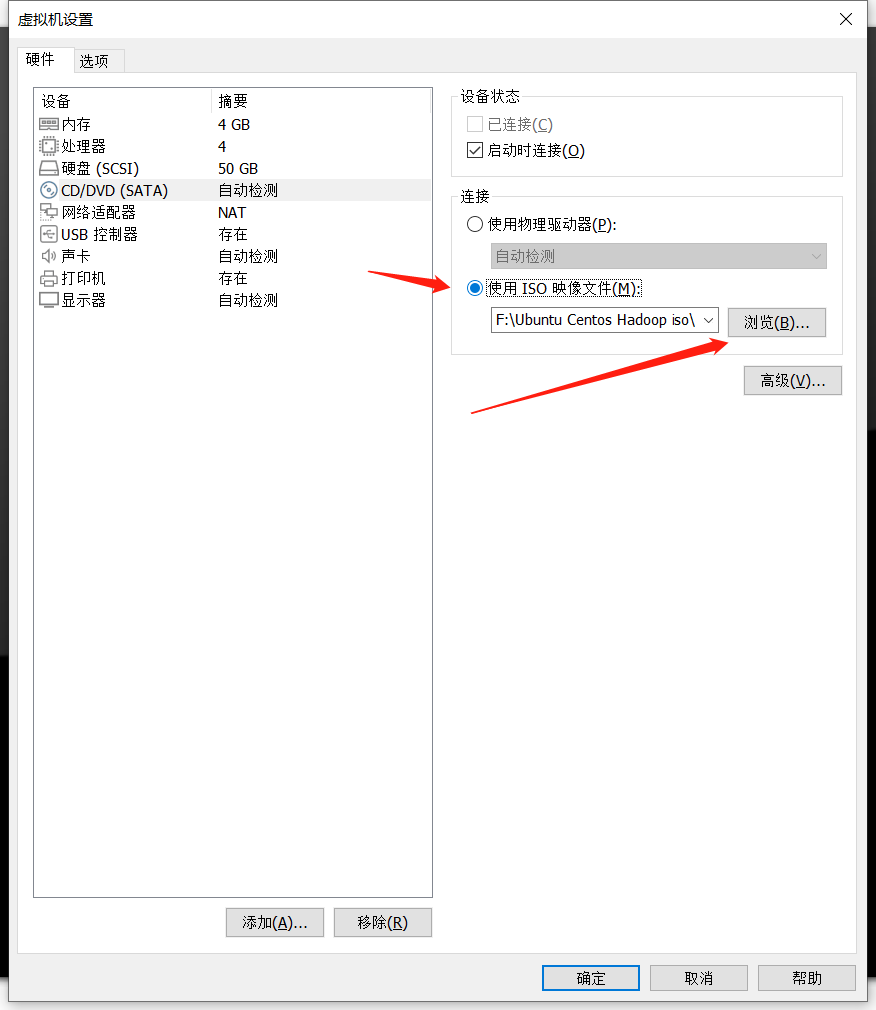 虚拟机设置
硬件 选项
设备 摘要
内存 4 GB
处理器 4
硬盘 (SCSI) 50 GB
CD/DVD (SATA) 自动检测
网络适配器 NAT
USB 控制器 存在
声卡 自动检测
打印机 存在
显示器 自动检测
添加(A)... 移除(R)
设备状态
已连接(C)
启动时连接(O)
连接
使用物理驱动器(P):
自动检测
使用 ISO 映像文件(M):
F:\Ubuntu Centos Hadoop iso\ 浏览(B)...
高级(V)...
确定 取消 帮助